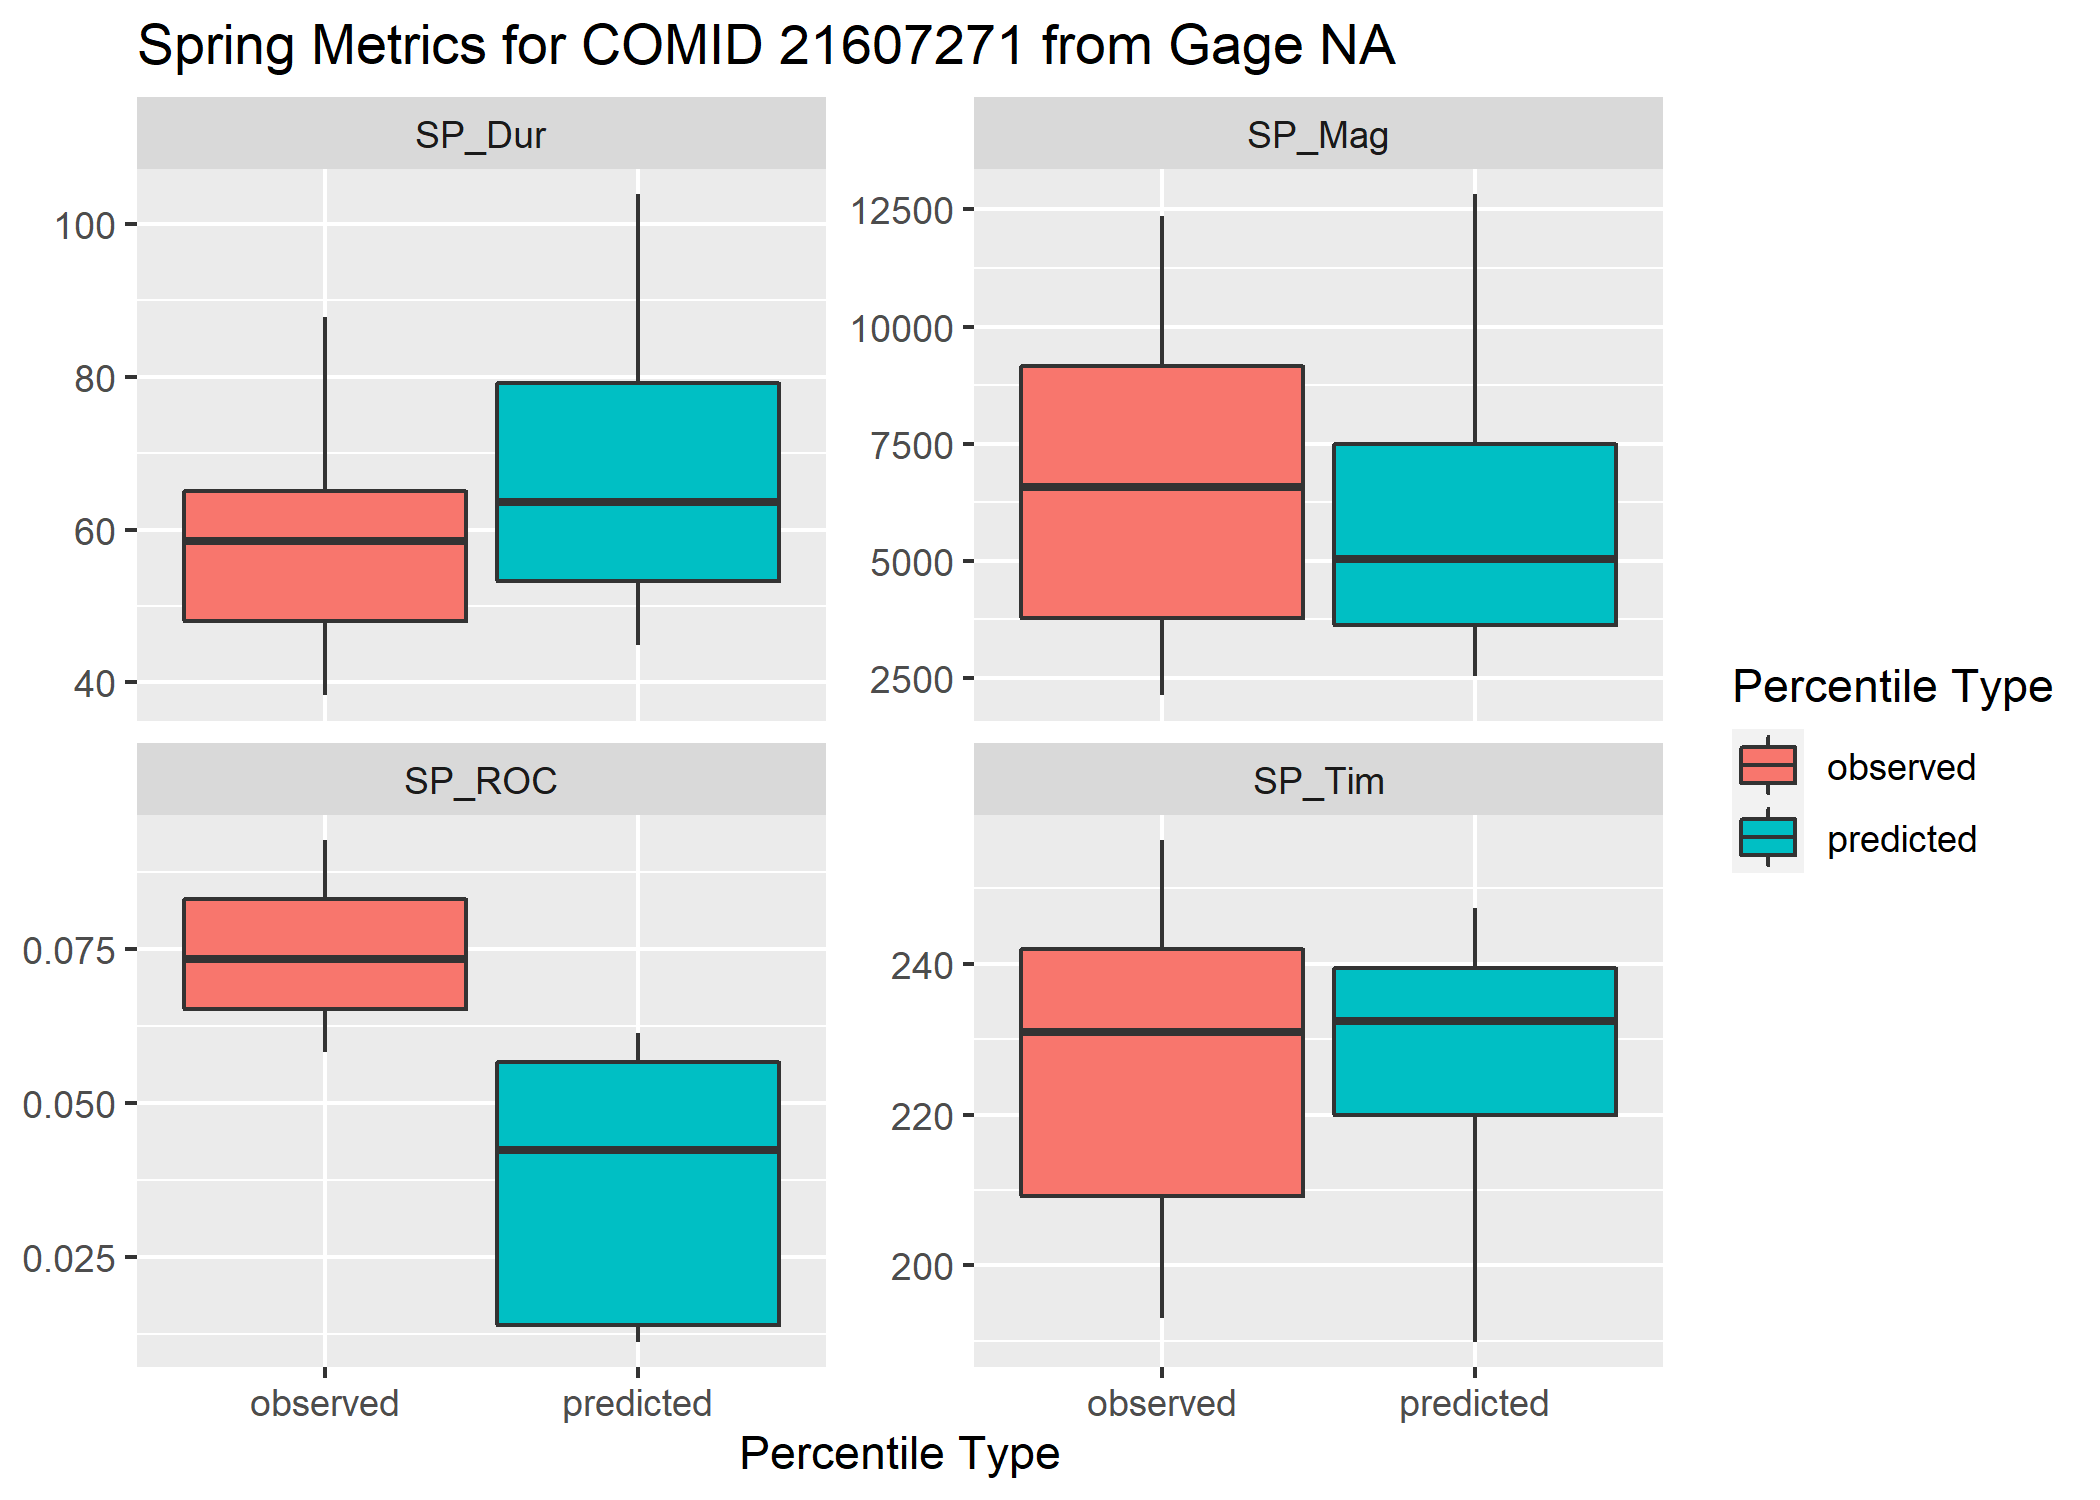 Spring Metrics for COMID 21607271 from Gage NA
SP_Dur
SP_Mag
100
80
60
40
12500
10000
7500
5000
2500
SP_ROC
SP_Tim
0.075
0.050
0.025
240
220
200
observed
predicted
observed
predicted
Percentile Type
Percentile Type
observed
predicted